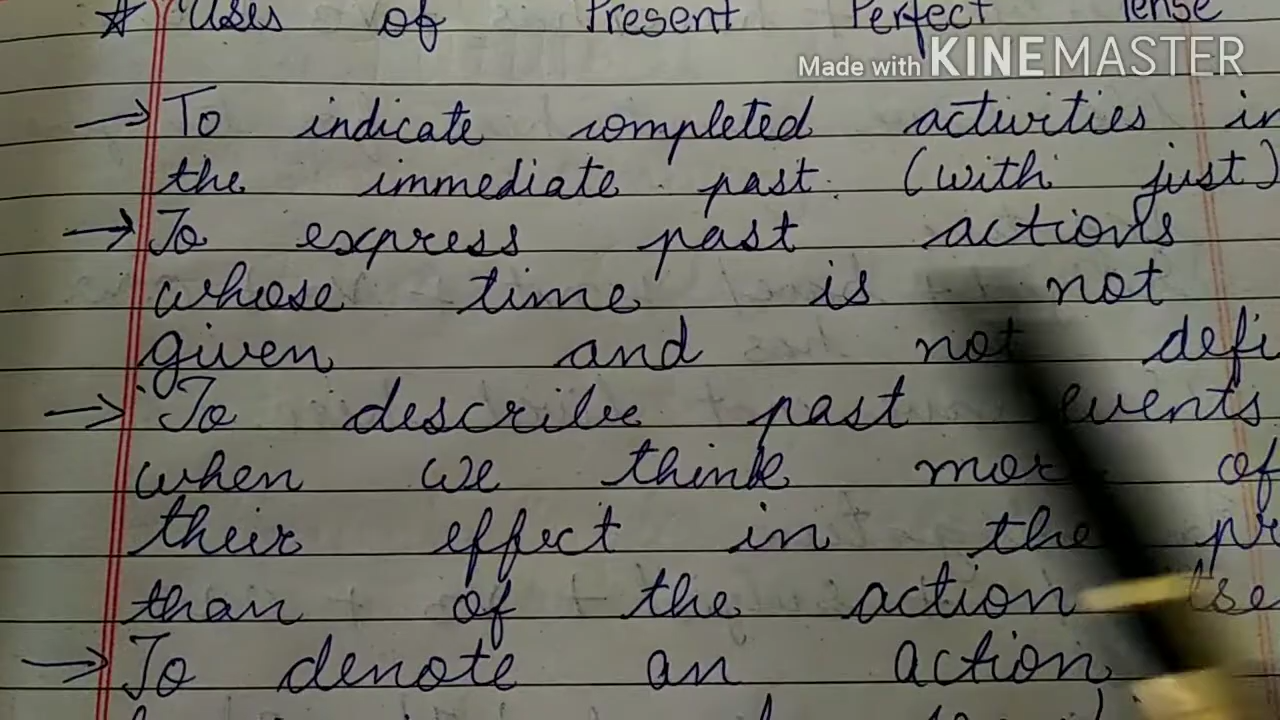 ☆ Uses of Present Perfect Tense
Made with KINEMASTER
→ To indicate completed activities in
the immediate past. (with just)
→ To express past actions
whose time is not
given and not defi
→ To describe past events
when we think more of
their effect in the pr
than of the action itse
→ To denote an action